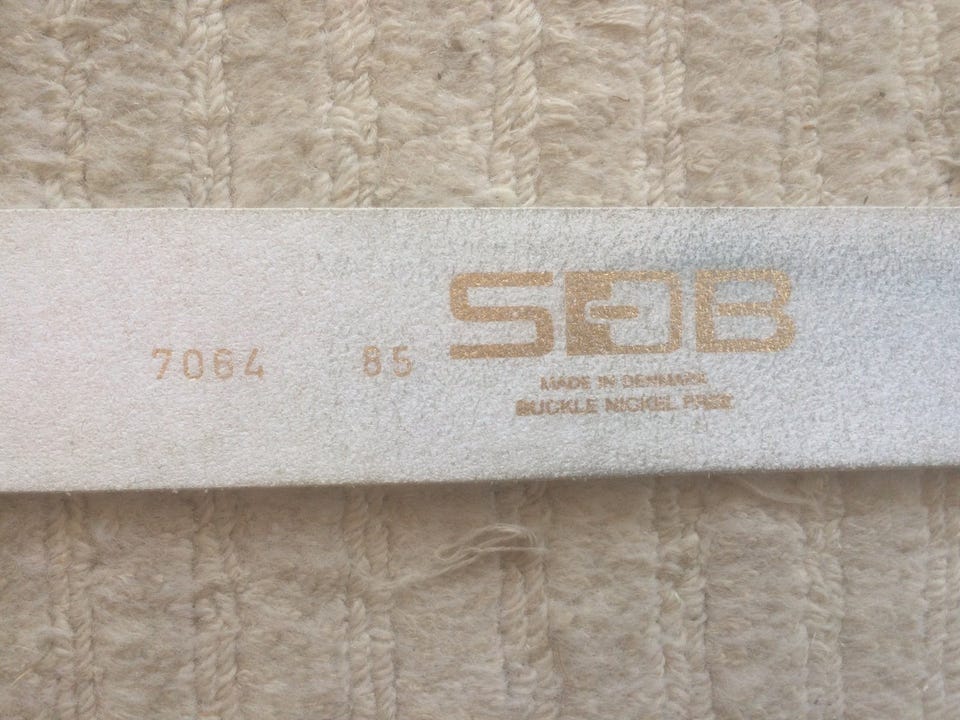 7064 85 SDB
MADE IN DENMARK
BUCKLE NICKEL FREE